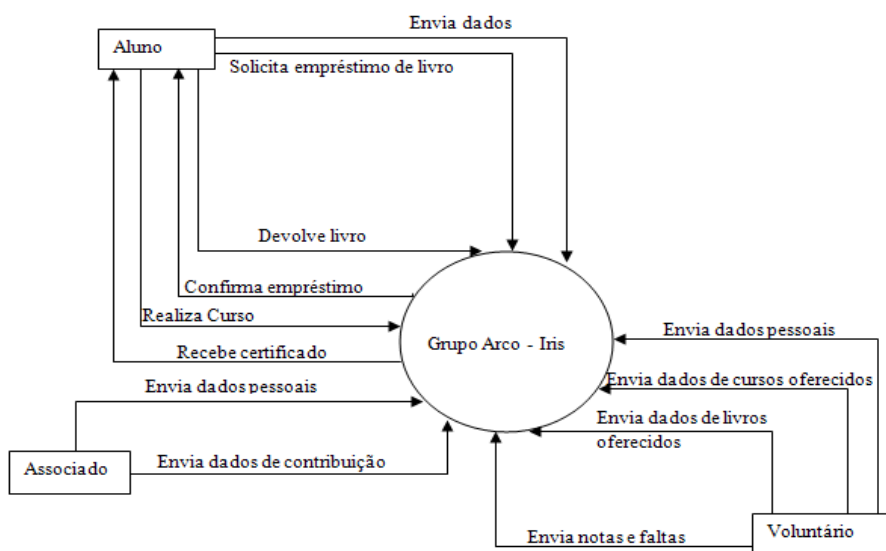 Envia dados
Aluno
Solicita empréstimo de livro
Devolve livro
Confirma empréstimo
Realiza Curso
Recebe certificado
Grupo Arco - Iris
Envia dados pessoais
Envia dados pessoais
Envia dados de cursos oferecidos
Envia dados de livros
oferecidos
Associado
Envia dados de contribuição
Envia notas e faltas
Voluntário